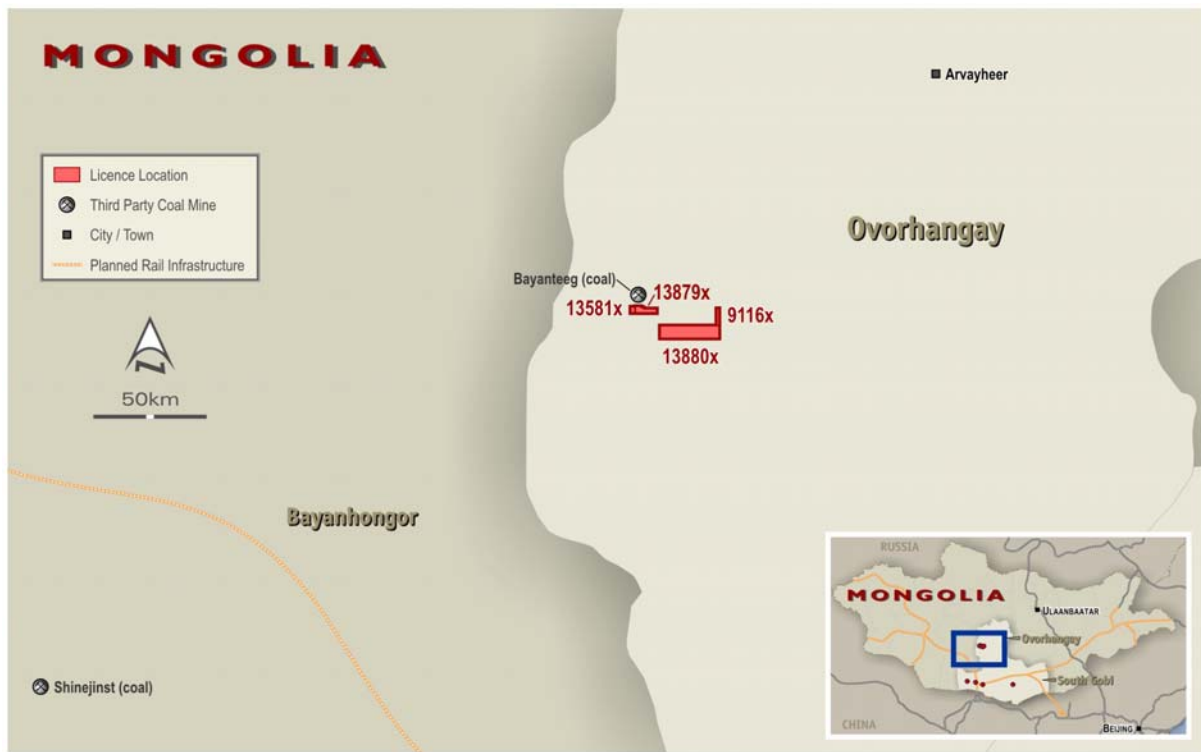 MONGOLIA
Arvayheer
Licence Location
Third Party Coal Mine
City / Town
Planned Rail Infrastructure
Ovorhangay
Bayanteeg (coal)
13879x
13581x
9116x
13880x
N
50km
Bayanhongor
Shinejinst (coal)
RUSSIA
MONGOLIA
ULAANBAATAR
Ovorhangay
South Gobi
CHINA
BEIJING